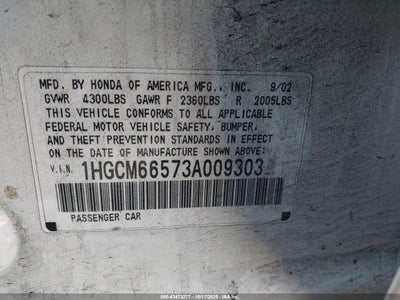 MFD. BY HONDA OF AMERICA MFG., INC. 9/02
GVWR 4300LBS GAWR F 2360LBS R 2005LBS
THIS VEHICLE CONFORMS TO ALL APPLICABLE
FEDERAL MOTOR VEHICLE SAFETY, BUMPER,
AND THEFT PREVENTION STANDARDS IN EFFECT
ON THE DATE OF MANUFACTURE SHOWN ABOVE.
V.I.N. 1HGCM66573A009303
PASSENGER CAR